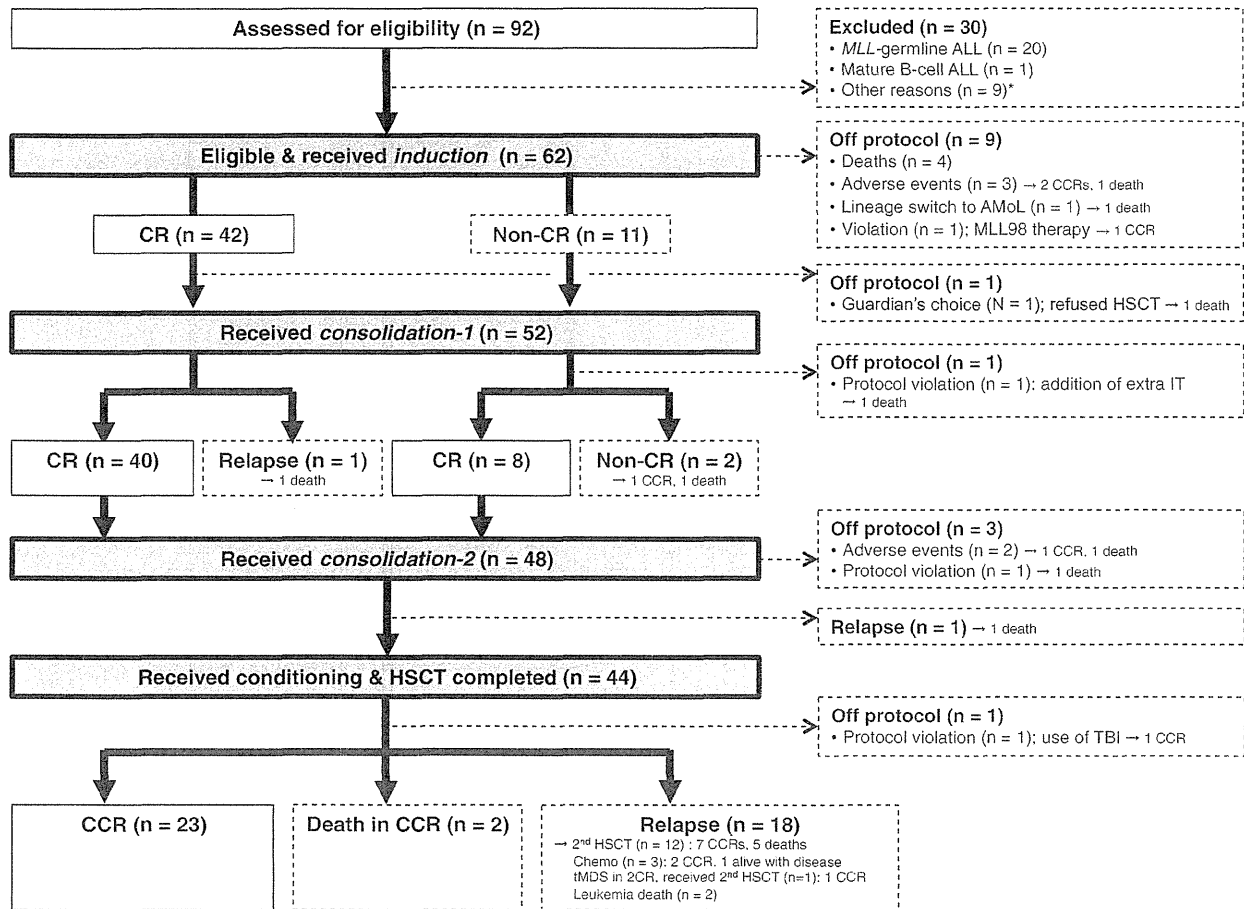 Assessed for eligibility (n = 92)
Excluded (n = 30)
• MLL-germline ALL (n = 20)
• Mature B-cell ALL (n = 1)
• Other reasons (n = 9)*
Eligible & received induction (n = 62)
Off protocol (n = 9)
• Deaths (n = 4)
• Adverse events (n = 3) → 2 CCRs, 1 death
• Lineage switch to AMoL (n = 1) → 1 death
• Violation (n = 1); MLL98 therapy → 1 CCR
CR (n = 42)
Non-CR (n = 11)
Off protocol (n = 1)
• Guardian's choice (N = 1); refused HSCT → 1 death
Received consolidation-1 (n = 52)
Off protocol (n = 1)
• Protocol violation (n = 1): addition of extra IT
→ 1 death
CR (n = 40)
Relapse (n = 1)
→ 1 death
CR (n = 8)
Non-CR (n = 2)
→ 1 CCR, 1 death
Received consolidation-2 (n = 48)
Off protocol (n = 3)
• Adverse events (n = 2) → 1 CCR, 1 death
• Protocol violation (n = 1) → 1 death
Relapse (n = 1) → 1 death
Received conditioning & HSCT completed (n = 44)
Off protocol (n = 1)
• Protocol violation (n = 1); use of TBI → 1 CCR
CCR (n = 23)
Death in CCR (n = 2)
Relapse (n = 18)
→ 2nd HSCT (n = 12) : 7 CCRs, 5 deaths
Chemo (n = 3): 2 CCR, 1 alive with disease
tMDS in 2CR, received 2nd HSCT (n=1): 1 CCR
Leukemia death (n = 2)